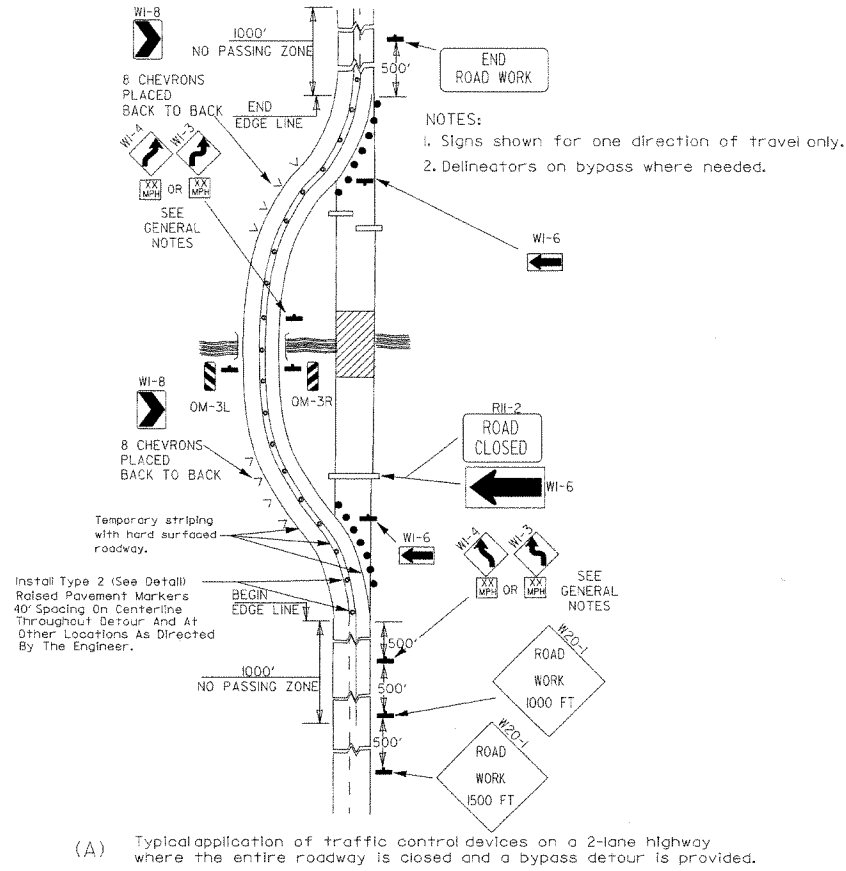 W1-8
1000'
NO PASSING ZONE
500'
END
ROAD WORK
8 CHEVRONS
PLACED
BACK TO BACK
END
EDGE LINE
NOTES:
1. Signs shown for one direction of travel only.
2. Delineators on bypass where needed.
W1-4
W1-3
XX
MPH
OR
XX
MPH
SEE
GENERAL
NOTES
W1-6
W1-8
OM-3L
OM-3R
8 CHEVRONS
PLACED
BACK TO BACK
R11-2
ROAD
CLOSED
W1-6
Temporary striping
with hard surfaced
roadway.
W1-6
W1-4
W1-3
XX
MPH
OR
XX
MPH
SEE
GENERAL
NOTES
Install Type 2 (See Detail)
Raised Pavement Markers
40' Spacing On Centerline
Throughout Detour And At
Other Locations As Directed
By The Engineer.
BEGIN
EDGE LINE
500'
1000'
NO PASSING ZONE
500'
W20-1
ROAD
WORK
1000 FT
500'
W20-1
ROAD
WORK
1500 FT
(A) Typical application of traffic control devices on a 2-lane highway
where the entire roadway is closed and a bypass detour is provided.